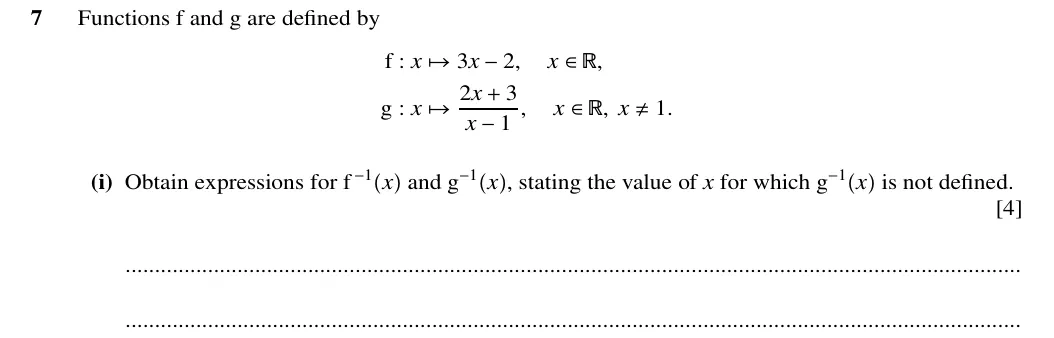 7 Functions f and g are defined by
f : x ↦ 3x − 2, x ∈ ℝ,
g : x ↦ (2x + 3)/(x − 1), x ∈ ℝ, x ≠ 1.
(i) Obtain expressions for f⁻¹(x) and g⁻¹(x), stating the value of x for which g⁻¹(x) is not defined.
[4]